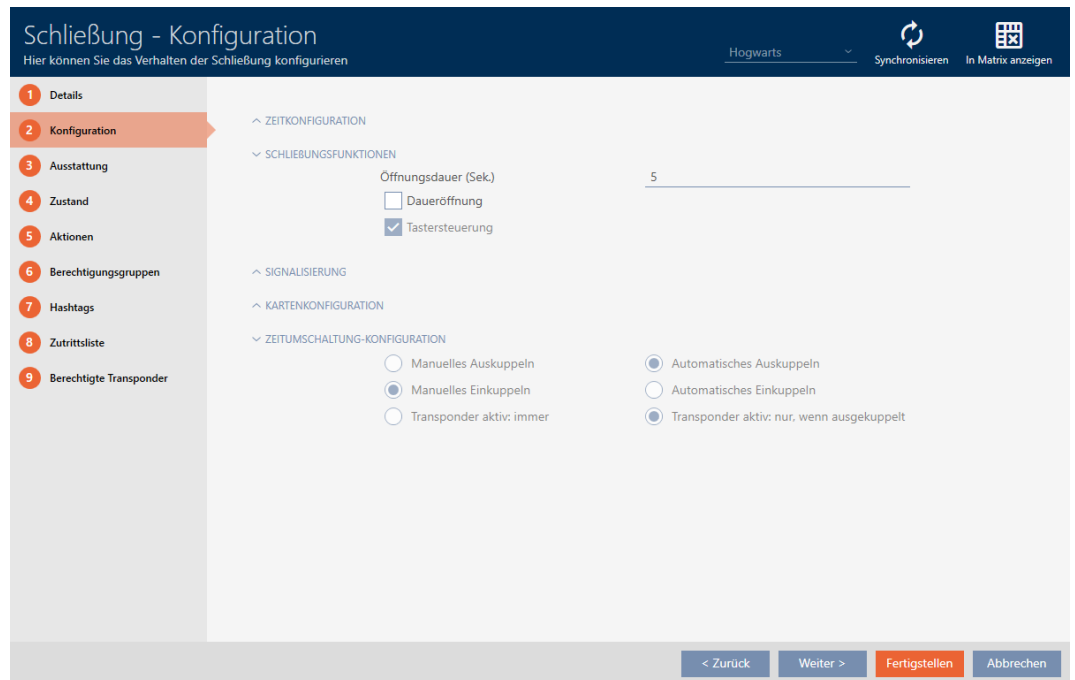 Schließung - Konfiguration
Hier können Sie das Verhalten der Schließung konfigurieren
Hogwarts
Synchronisieren
In Matrix anzeigen
1 Details
2 Konfiguration
3 Ausstattung
4 Zustand
5 Aktionen
6 Berechtigungsgruppen
7 Hashtags
8 Zutrittsliste
9 Berechtigte Transponder
ZEITKONFIGURATION
SCHLIEßUNGSFUNKTIONEN
Öffnungsdauer (Sek.) 5
Daueröffnung
Tastersteuerung
SIGNALISIERUNG
KARTENKONFIGURATION
ZEITUMSCHALTUNG-KONFIGURATION
Manuelles Auskuppeln Automatisches Auskuppeln
Manuelles Einkuppeln Automatisches Einkuppeln
Transponder aktiv: immer Transponder aktiv: nur, wenn ausgekuppelt
< Zurück Weiter > Fertigstellen Abbrechen